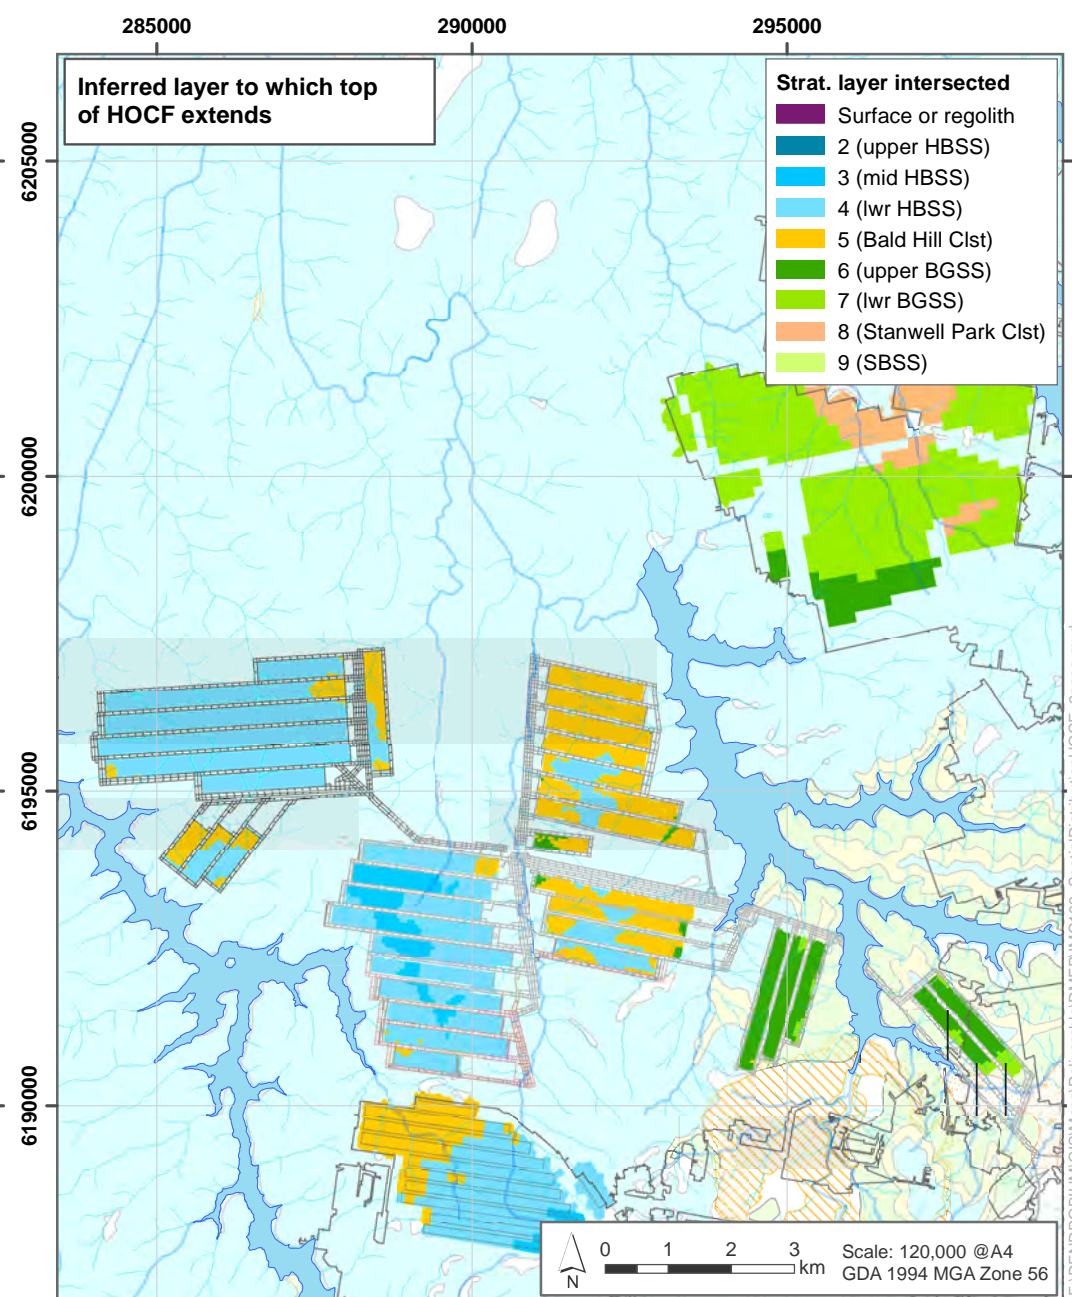 285000
290000
295000
Inferred layer to which top
of HOCF extends
Strat. layer intersected
Surface or regolith
2 (upper HBSS)
3 (mid HBSS)
4 (lwr HBSS)
5 (Bald Hill Clst)
6 (upper BGSS)
7 (lwr BGSS)
8 (Stanwell Park Clst)
9 (SBSS)
6205000
6200000
6195000
6190000
0 1 2 3
km
N
Scale: 120,000 @A4
GDA 1994 MGA Zone 56